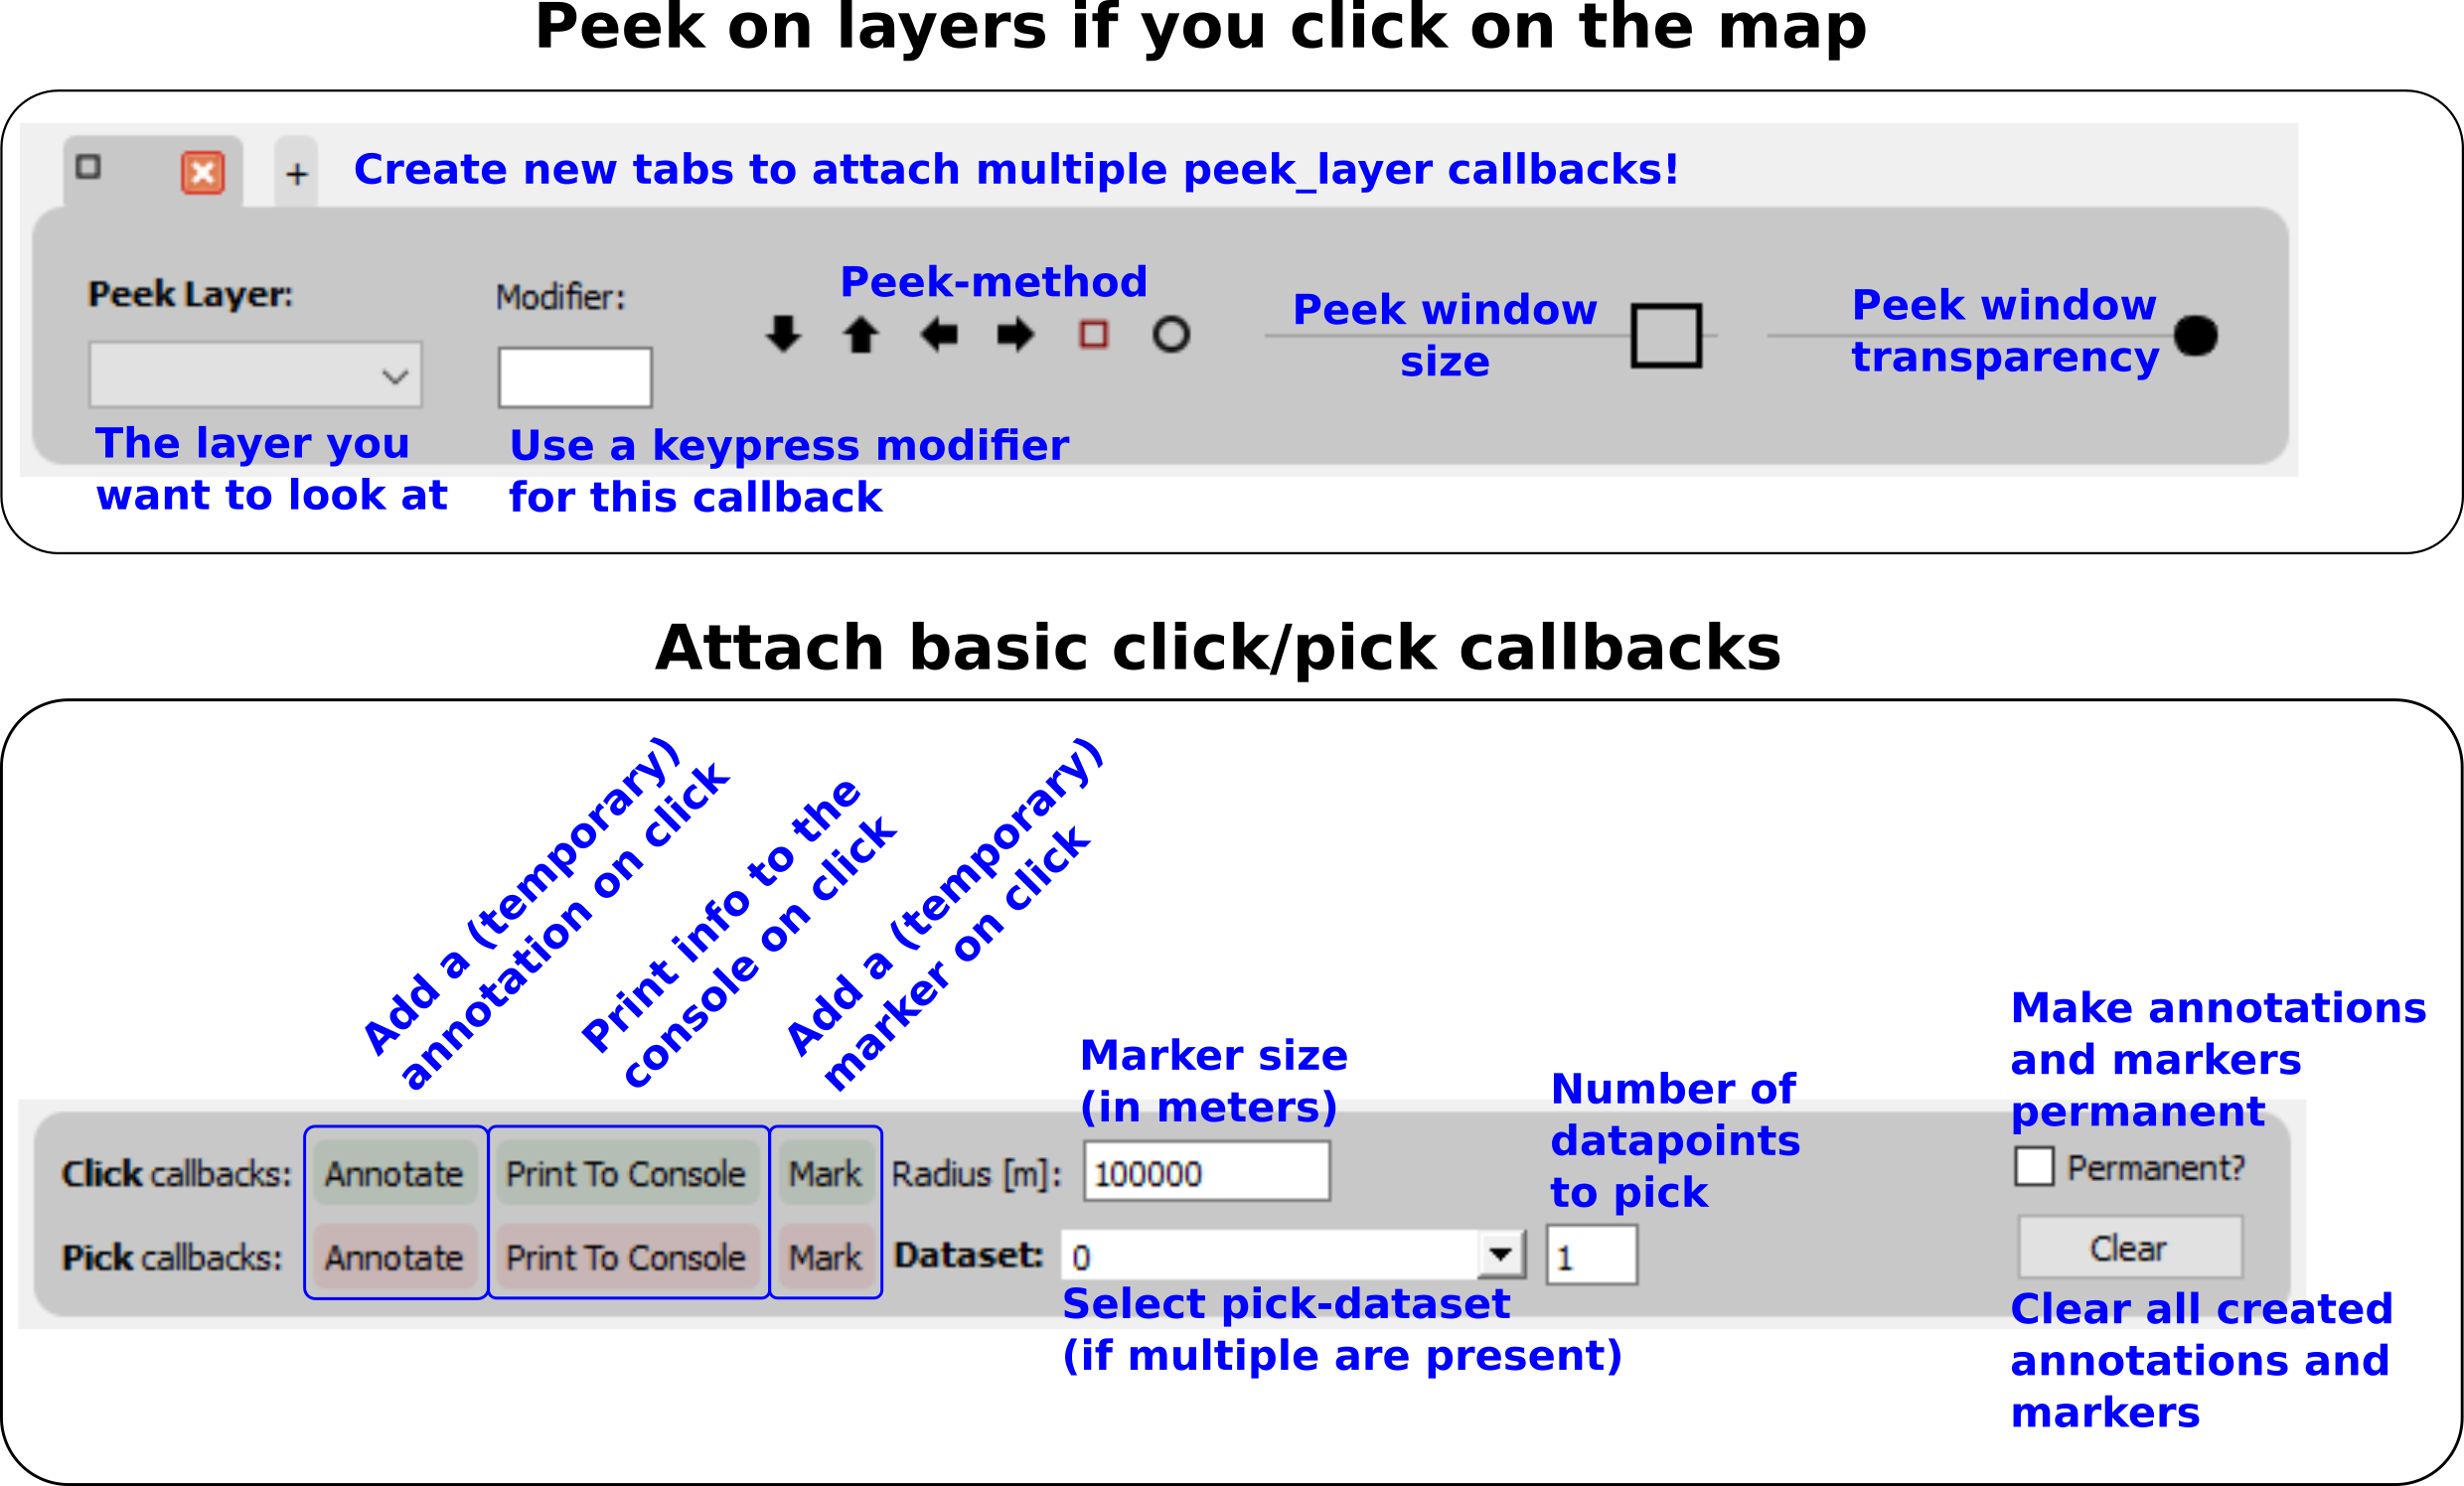 Peek on layers if you click on the map
+
Create new tabs to attach multiple peek_layer callbacks!
Peek Layer:
Modifier:
Peek-method
Peek window
size
Peek window
transparency
The layer you
want to look at
Use a keypress modifier
for this callback
Attach basic click/pick callbacks
Add a (temporary)
annotation on click
Print info to the
console on click
Add a (temporary)
marker on click
Marker size
(in meters)
Number of
datapoints
to pick
Make annotations
and markers
permanent
Click callbacks: Annotate Print To Console Mark Radius [m]: 100000 Permanent?
Pick callbacks: Annotate Print To Console Mark Dataset: 0 1 Clear
Select pick-dataset
(if multiple are present)
Clear all created
annotations and
markers